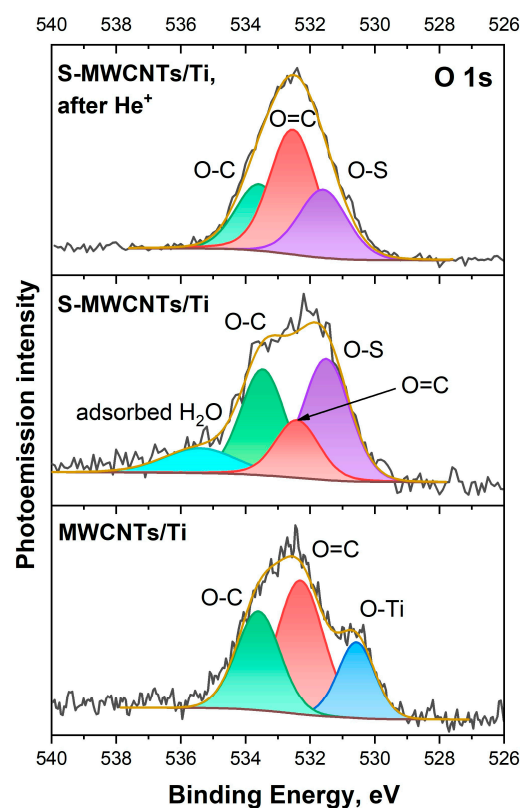 540 538 536 534 532 530 528 526
S-MWCNTs/Ti,
after He⁺
O 1s
O=C
O-C
O-S
S-MWCNTs/Ti
O-C
O-S
O=C
adsorbed H₂O
MWCNTs/Ti
O=C
O-C
O-Ti
540 538 536 534 532 530 528 526
Binding Energy, eV
Photoemission intensity